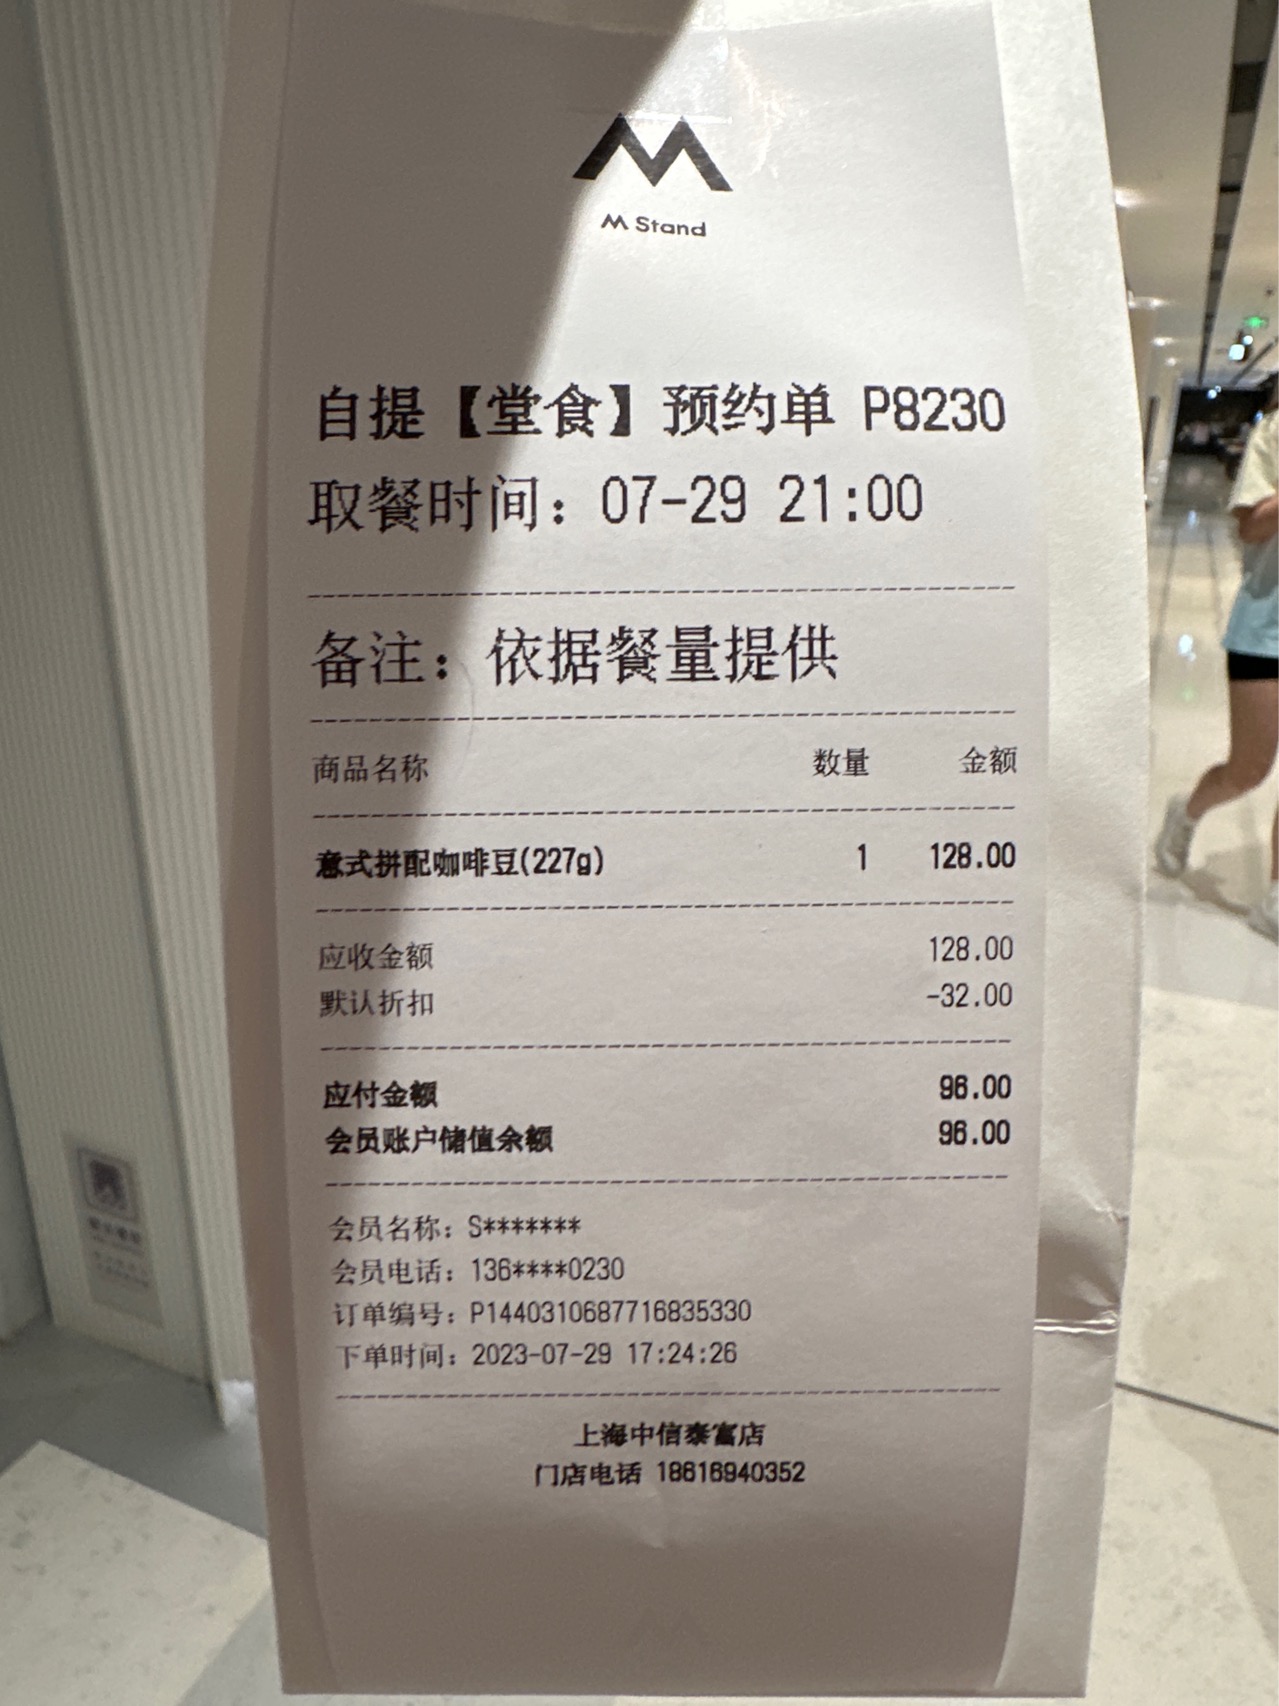 M Stand
自提【堂食】预约单 P8230
取餐时间：07-29 21:00
备注：依据餐量提供
商品名称 数量 金额
意式拼配咖啡豆(227g) 1 128.00
应收金额 128.00
默认折扣 -32.00
应付金额 96.00
会员账户储值余额 96.00
会员名称：S*******
会员电话：136****0230
订单编号：P1440310687716835330
下单时间：2023-07-29 17:24:26
上海中信泰富店
门店电话 18616940352